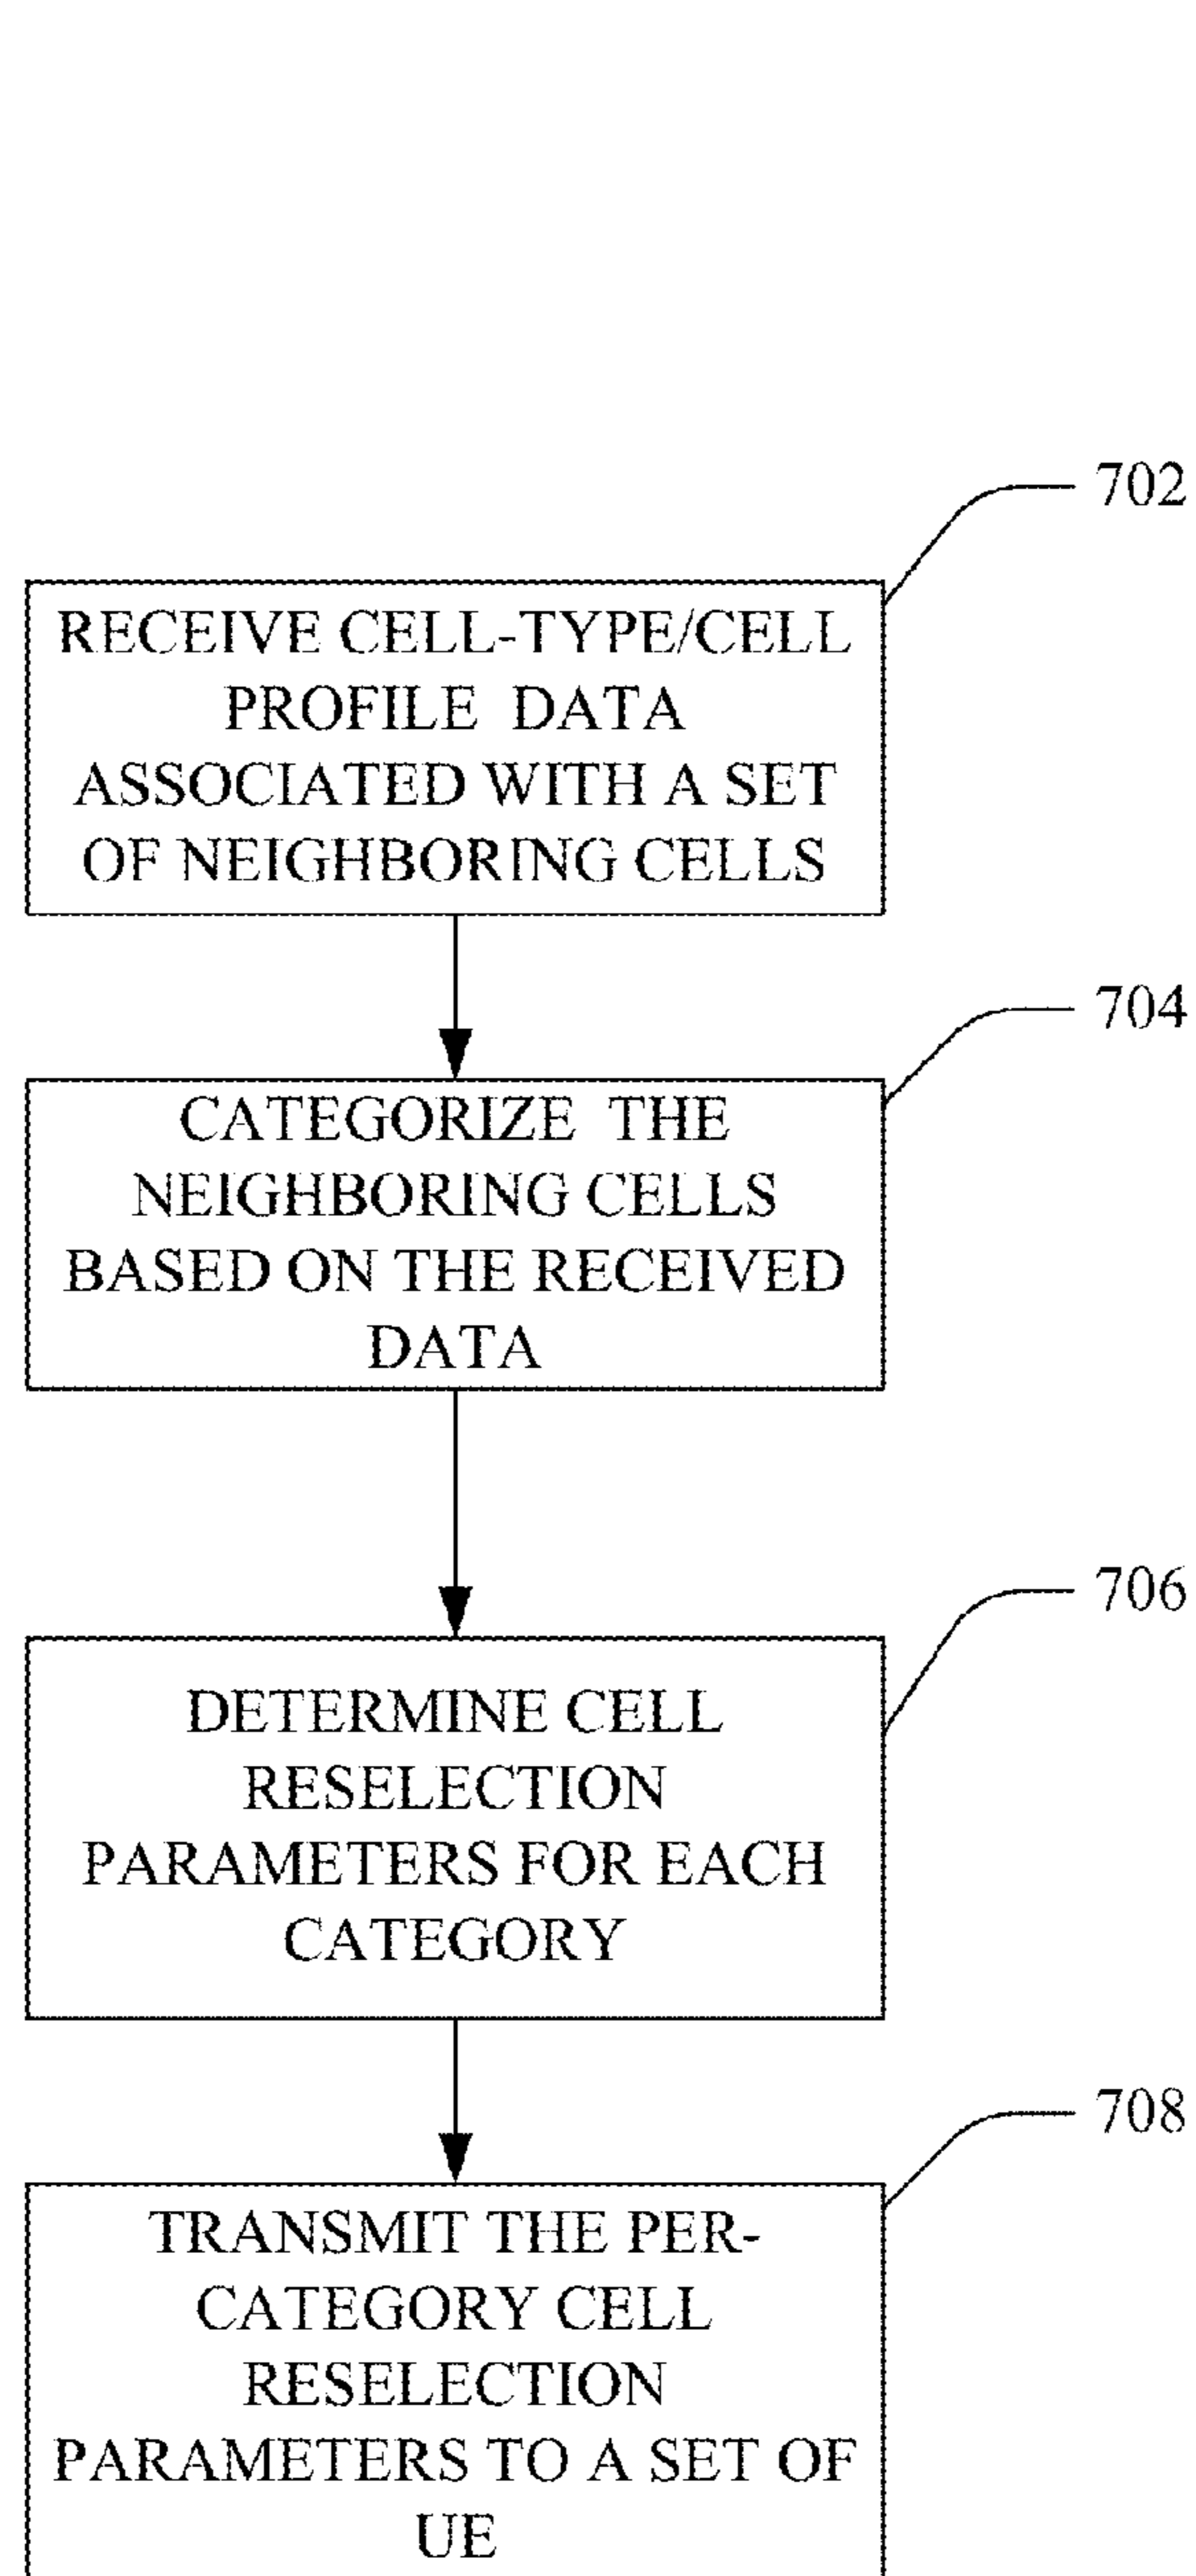 702
RECEIVE CELL-TYPE/CELL
PROFILE DATA
ASSOCIATED WITH A SET
OF NEIGHBORING CELLS
704
CATEGORIZE THE
NEIGHBORING CELLS
BASED ON THE RECEIVED
DATA
706
DETERMINE CELL
RESELECTION
PARAMETERS FOR EACH
CATEGORY
708
TRANSMIT THE PER-
CATEGORY CELL
RESELECTION
PARAMETERS TO A SET OF
UE